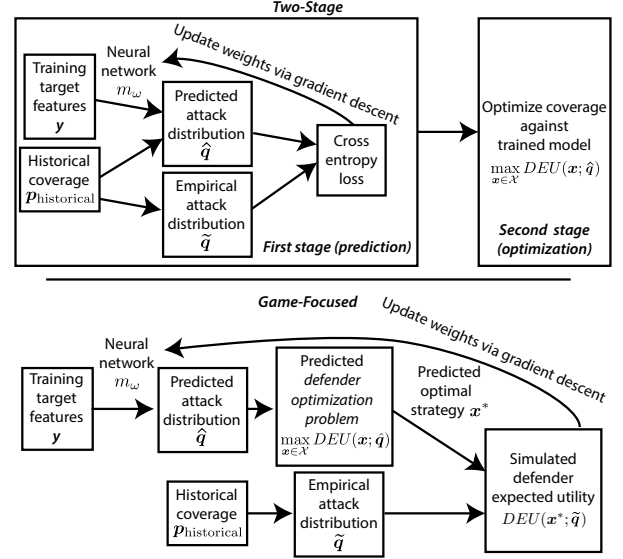 Two-Stage
Training
target
features
y
Neural
network
m_ω
Update weights via gradient descent
Predicted
attack
distribution
q̂
Historical
coverage
p_historical
Empirical
attack
distribution
q̃
Cross
entropy
loss
First stage (prediction)
Optimize coverage
against
trained model
max DEU(x; q̂)
x∈𝒳
Second stage
(optimization)
Game-Focused
Training
target
features
y
Neural
network
m_ω
Update weights via gradient descent
Predicted
attack
distribution
q̂
Predicted
defender
optimization
problem
max DEU(x; q̂)
x∈𝒳
Predicted
optimal
strategy x*
Historical
coverage
p_historical
Empirical
attack
distribution
q̃
Simulated
defender
expected utility
DEU(x*; q̃)